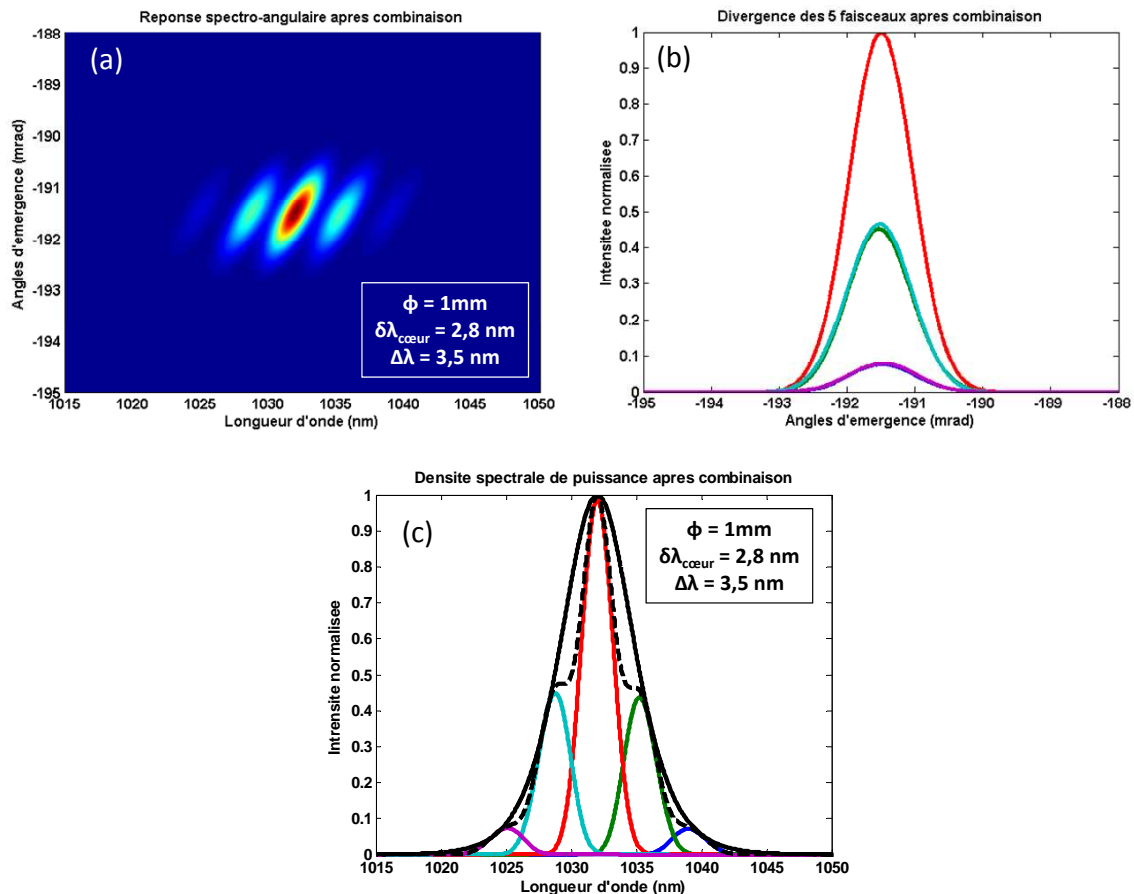 Reponse spectro-angulaire apres combinaison
(a)
Angles d'emergence (mrad)
-188
-189
-190
-191
-192
-193
-194
-195
1015 1020 1025 1030 1035 1040 1045 1050
Longueur d'onde (nm)
ϕ = 1mm
δλcœur = 2,8 nm
Δλ = 3,5 nm
Divergence des 5 faisceaux apres combinaison
(b)
Intensitee normalisee
1
0.9
0.8
0.7
0.6
0.5
0.4
0.3
0.2
0.1
0
-195 -194 -193 -192 -191 -190 -189 -188
Angles d'emergence (mrad)
Densite spectrale de puissance apres combinaison
(c)
Intrensite normalisee
1
0.9
0.8
0.7
0.6
0.5
0.4
0.3
0.2
0.1
0
1015 1020 1025 1030 1035 1040 1045 1050
Longueur d'onde (nm)
ϕ = 1mm
δλcœur = 2,8 nm
Δλ = 3,5 nm